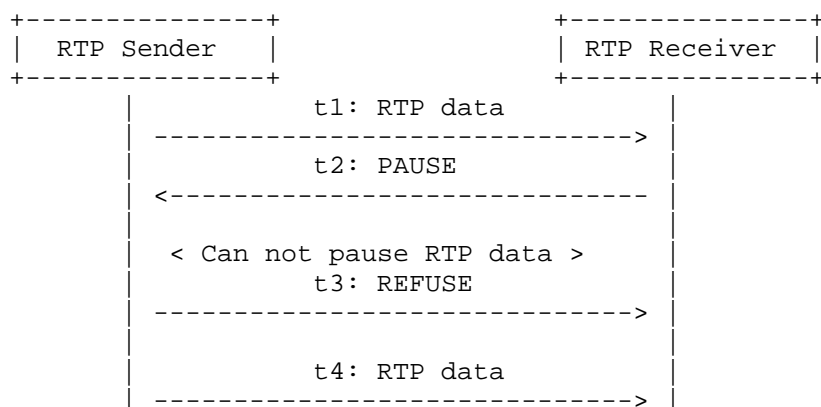 RTP Sender RTP Receiver
t1: RTP data
t2: PAUSE
< Can not pause RTP data >
t3: REFUSE
t4: RTP data